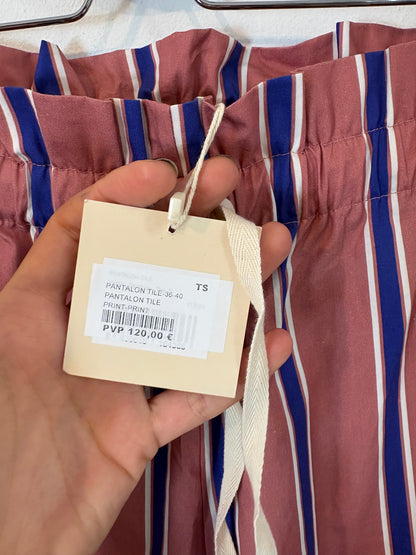 TS
PANTALON TILE-36-40
PANTALON TILE
PRINT-PRINT
PVP 120,00 €